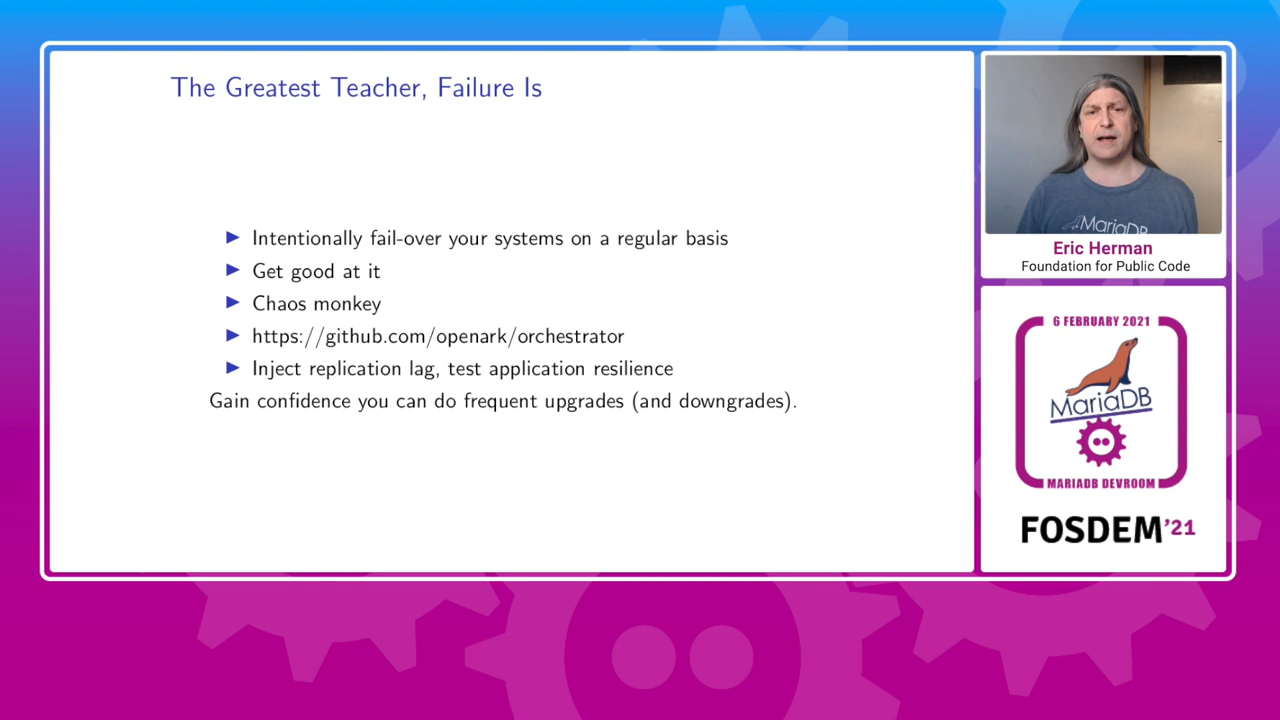 The Greatest Teacher, Failure Is
Intentionally fail-over your systems on a regular basis
Get good at it
Chaos monkey
https://github.com/openark/orchestrator
Inject replication lag, test application resilience
Gain confidence you can do frequent upgrades (and downgrades).
MariaDB
Eric Herman
Foundation for Public Code
6 FEBRUARY 2021
MariaDB
MARIADB DEVROOM
FOSDEM'21